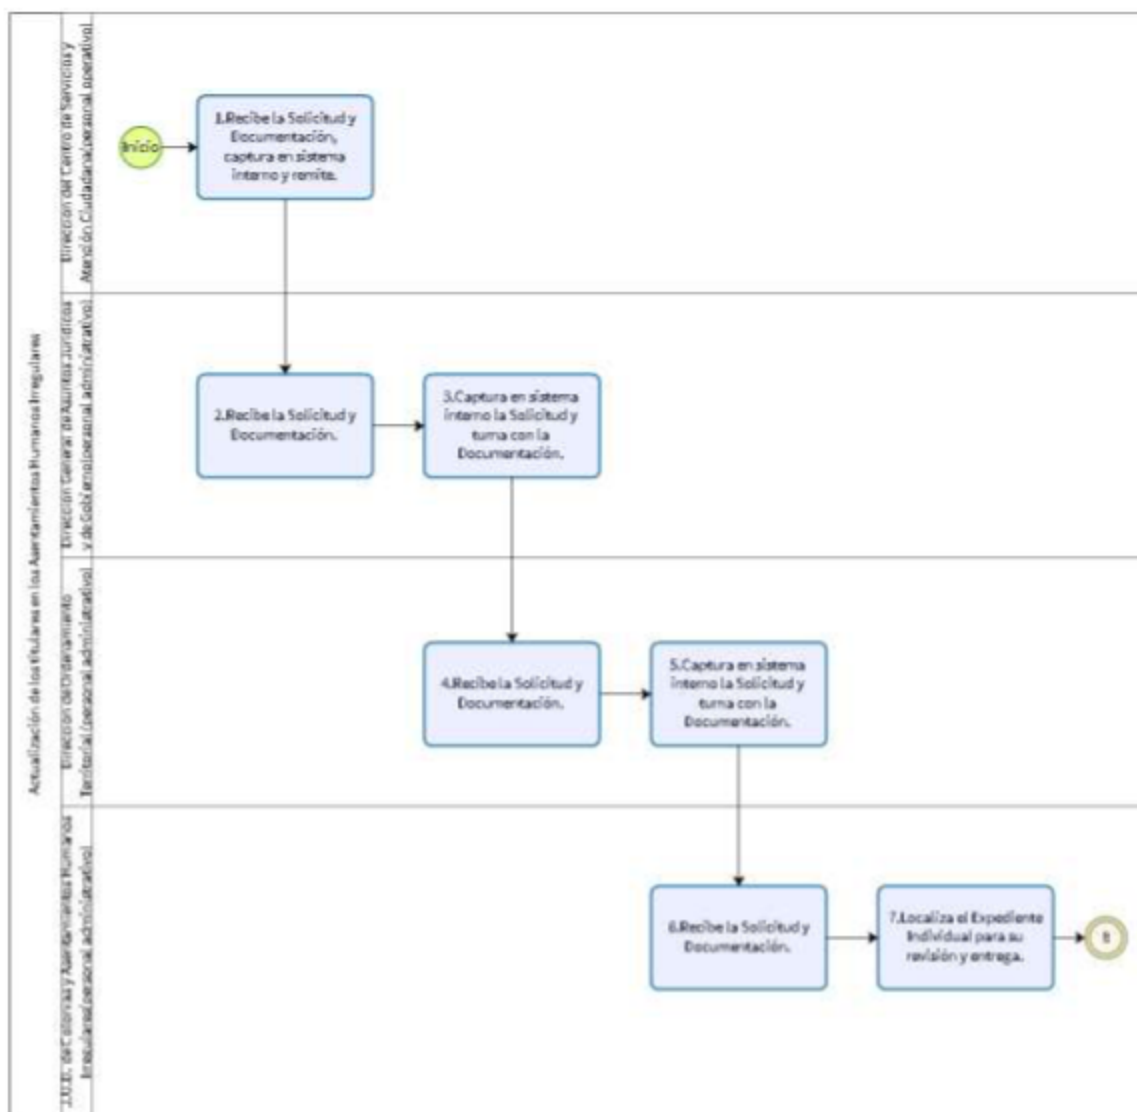 Actualización de los titulares en los Asentamientos Humanos Irregulares
Dirección del Centro de Servicios y
Atención Ciudadana(personal operativo)
Inicio
1.Recibe la Solicitud y
Documentación,
captura en sistema
interno y remite.
Dirección General de Asuntos Jurídicos
y de Gobierno(personal administrativo)
2.Recibe la Solicitud y
Documentación.
3.Captura en sistema
interno la Solicitud y
turna con la
Documentación.
Dirección de Ordenamiento
Territorial (personal administrativo)
4.Recibe la Solicitud y
Documentación.
5.Captura en sistema
interno la Solicitud y
turna con la
Documentación.
J.U.D. de Colonias y Asentamientos Humanos
Irregulares(personal administrativo)
6.Recibe la Solicitud y
Documentación.
7.Localiza el Expediente
Individual para su
revisión y entrega.